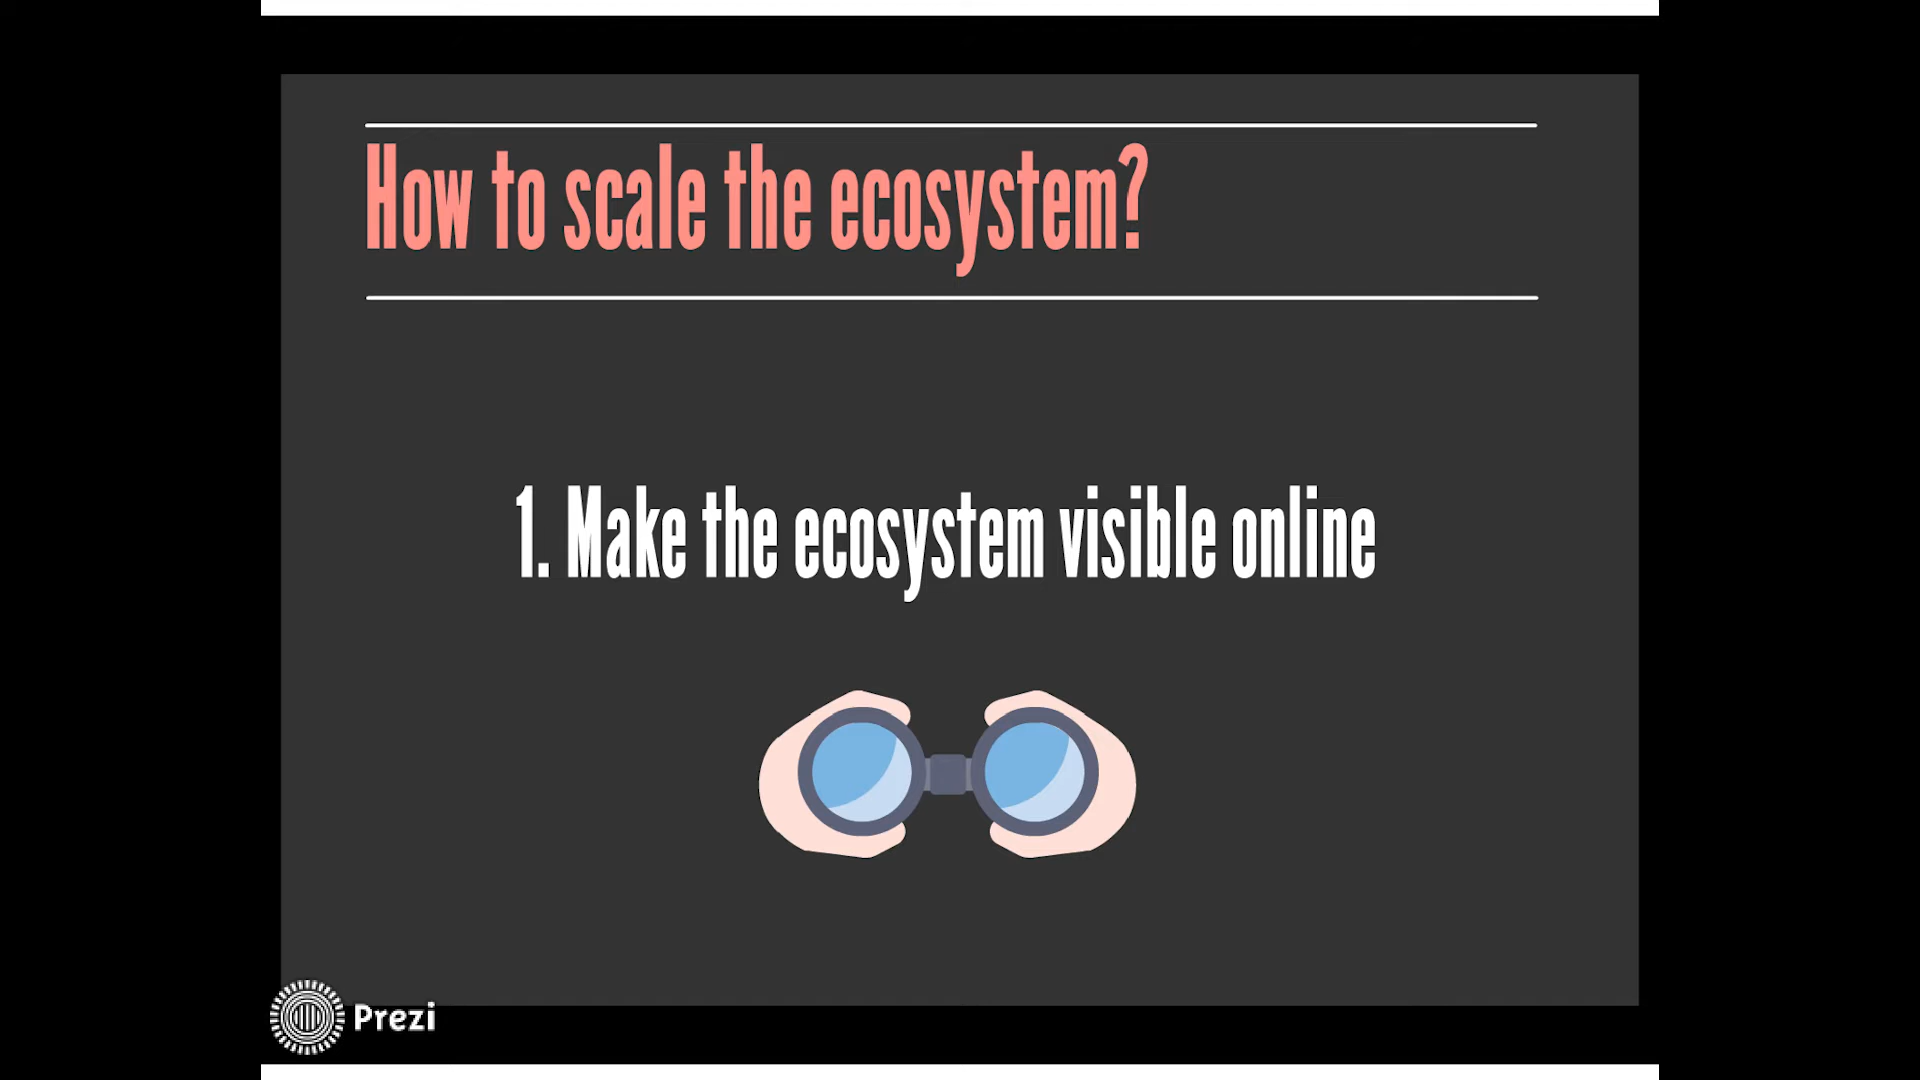 How to scale the ecosystem?
1. Make the ecosystem visible online
Prezi